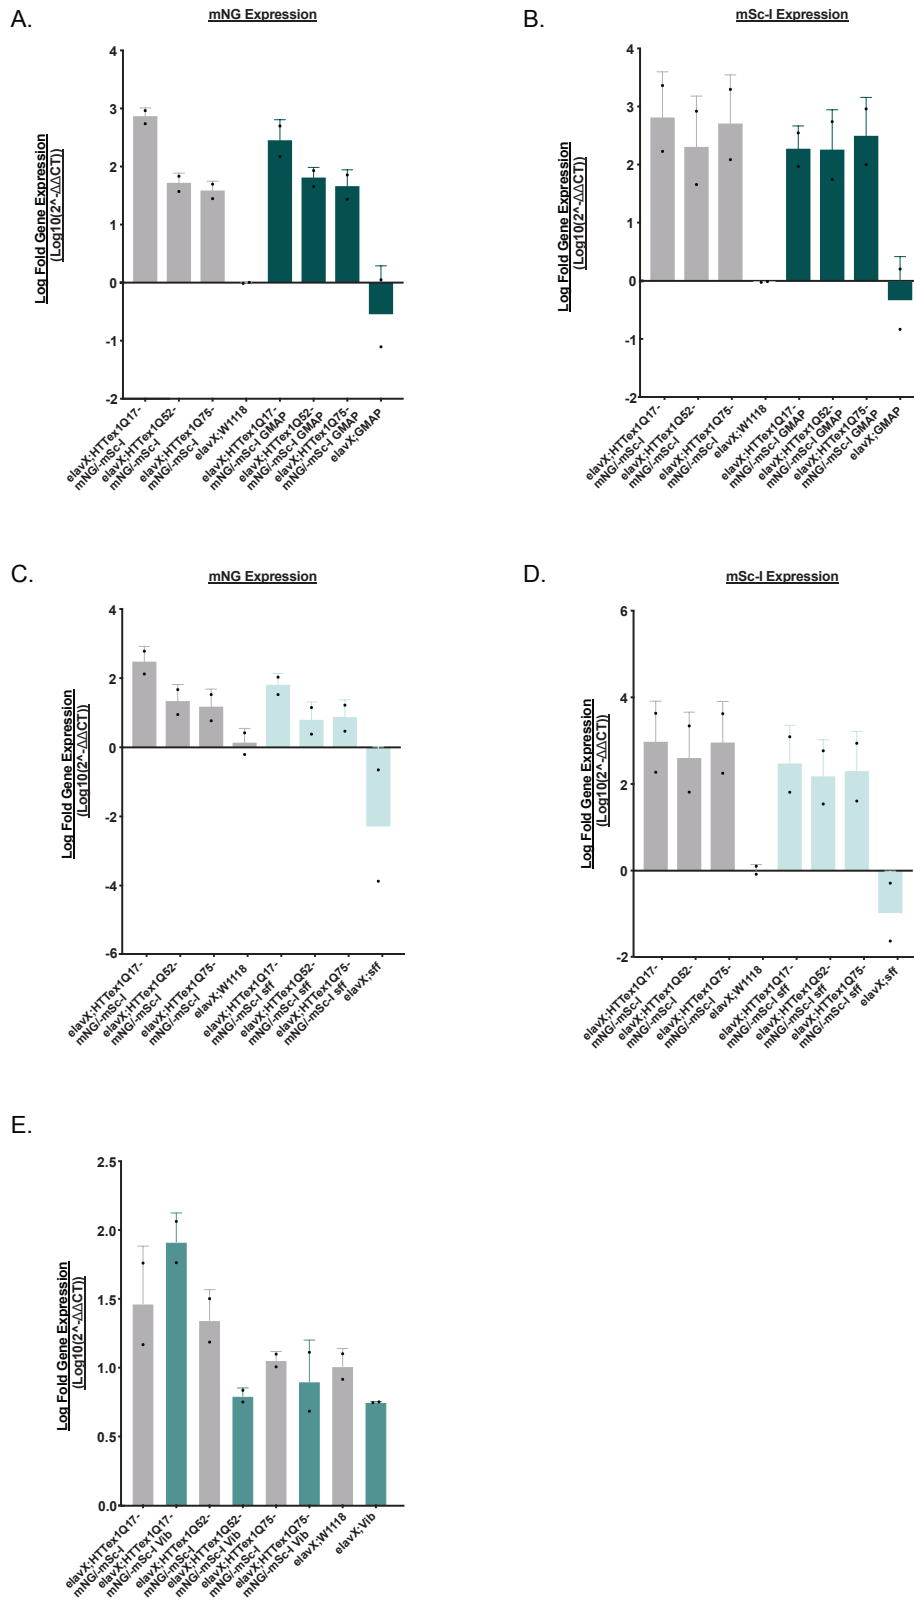 A.
mNG Expression
Log Fold Gene Expression
(Log10(2^-ΔΔCT))
4
3
2
1
0
-1
-2
elavX;HTTex1Q17-
mNG/-mSc-I
elavX;HTTex1Q52-
mNG/-mSc-I
elavX;HTTex1Q75-
mNG/-mSc-I
elavX;W1118
elavX;HTTex1Q17-
mNG/-mSc-I GMAP
elavX;HTTex1Q52-
mNG/-mSc-I GMAP
elavX;HTTex1Q75-
mNG/-mSc-I GMAP
elavX;GMAP
B.
mSc-I Expression
Log Fold Gene Expression
(Log10(2^-ΔΔCT))
4
3
2
1
0
-1
-2
elavX;HTTex1Q17-
mNG/-mSc-I
elavX;HTTex1Q52-
mNG/-mSc-I
elavX;HTTex1Q75-
mNG/-mSc-I
elavX;W1118
elavX;HTTex1Q17-
mNG/-mSc-I GMAP
elavX;HTTex1Q52-
mNG/-mSc-I GMAP
elavX;HTTex1Q75-
mNG/-mSc-I GMAP
elavX;GMAP
C.
mNG Expression
Log Fold Gene Expression
(Log10(2^-ΔΔCT))
4
2
0
-2
-4
-6
elavX;HTTex1Q17-
mNG/-mSc-I
elavX;HTTex1Q52-
mNG/-mSc-I
elavX;HTTex1Q75-
mNG/-mSc-I
elavX;W1118
elavX;HTTex1Q17-
mNG/-mSc-I sff
elavX;HTTex1Q52-
mNG/-mSc-I sff
elavX;HTTex1Q75-
mNG/-mSc-I sff
elavX;sff
D.
mSc-I Expression
Log Fold Gene Expression
(Log10(2^-ΔΔCT))
6
4
2
0
-2
elavX;HTTex1Q17-
mNG/-mSc-I
elavX;HTTex1Q52-
mNG/-mSc-I
elavX;HTTex1Q75-
mNG/-mSc-I
elavX;W1118
elavX;HTTex1Q17-
mNG/-mSc-I sff
elavX;HTTex1Q52-
mNG/-mSc-I sff
elavX;HTTex1Q75-
mNG/-mSc-I sff
elavX;sff
E.
Log Fold Gene Expression
(Log10(2^-ΔΔCT))
2.5
2.0
1.5
1.0
0.5
0.0
elavX;HTTex1Q17-
mNG/-mSc-I
elavX;HTTex1Q17-
mNG/-mSc-I Vib
elavX;HTTex1Q52-
mNG/-mSc-I
elavX;HTTex1Q52-
mNG/-mSc-I Vib
elavX;HTTex1Q75-
mNG/-mSc-I
elavX;HTTex1Q75-
mNG/-mSc-I Vib
elavX;W1118
elavX;Vib